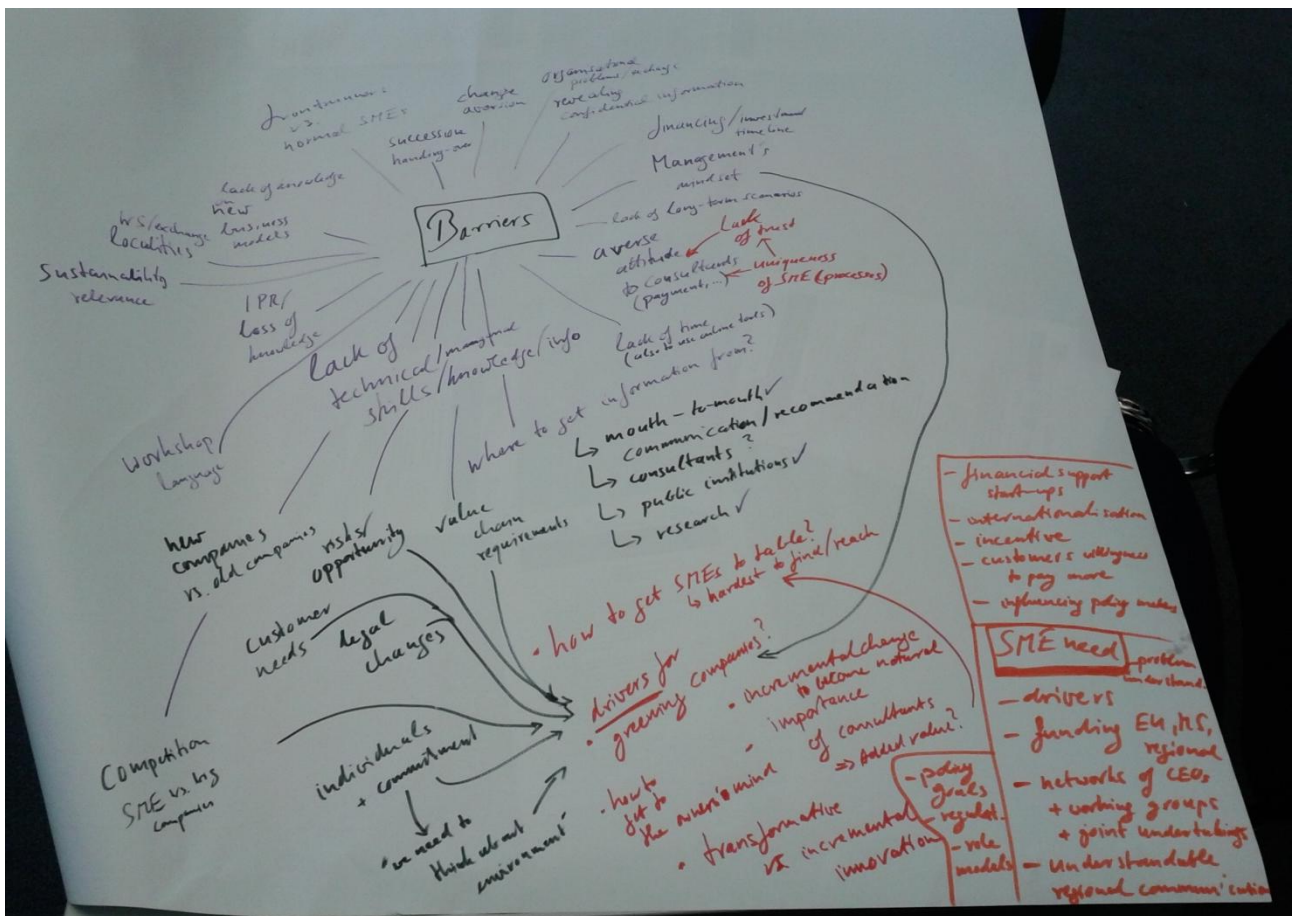 frontrunners
vs.
normal SMEs
change
aversion
organisational
problems/exchange
revealing
confidential information
succession
handing-over
financing/investment
timeline
Management's
mindset
lack of long-term scenarios
lack of knowledge
on
new
business
models
/exchange
localities
Sustainability
relevance
Barriers
averse
attitude
to consultants
(payment,...)
Lack
of trust
uniqueness
of SME (processes)
IPR/
Loss of
knowledge
lack of
technical/
skills/knowledge/info
Lack of time
(also to use online tools)
where to get information from?
↳ mouth-to-mouth ✓
communication/recommendation
↳ consultants ?
↳ public institutions ✓
↳ research ✓
workshop
language
new
companies
vs. old companies
risks/
opportunity
value
chain
requirements
customer
needs
legal
changes
Competition
SME vs. big
companies
individuals
+ commitment
"we need to
think about
environment"
• how to get SMEs to table?
↳ hardest to find/reach
• drivers for
greening companies?
• incremental change
to become natural
- importance
of consultants
⇒ Added value?
• how to
get to
the owner's mind
• transformative
vs incremental
innovation
- financial support
start-ups
- internationalisation
- incentive
- customers willingness
to pay more
- influencing policy makers
SME need
- problem
understand.
- drivers
- funding EU, MS,
regional
- networks of CEOs
+ working groups
+ joint undertakings
- understandable
regional communication
- policy
goals
- regulat.
- role
models